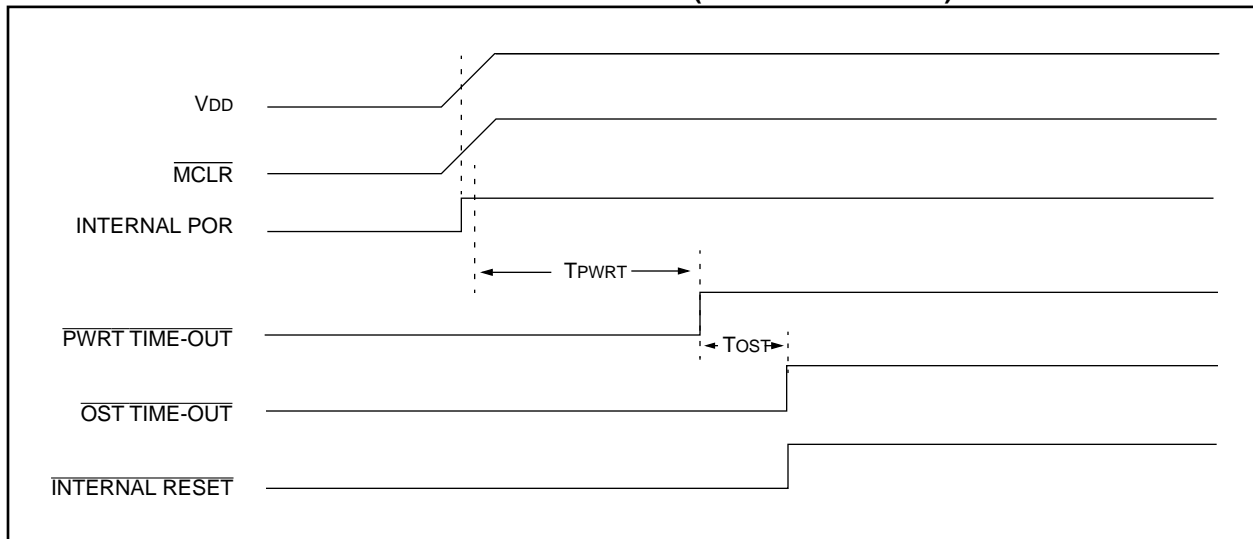 VDD
MCLR
INTERNAL POR
TPWRT
PWRT TIME-OUT
TOST
OST TIME-OUT
INTERNAL RESET